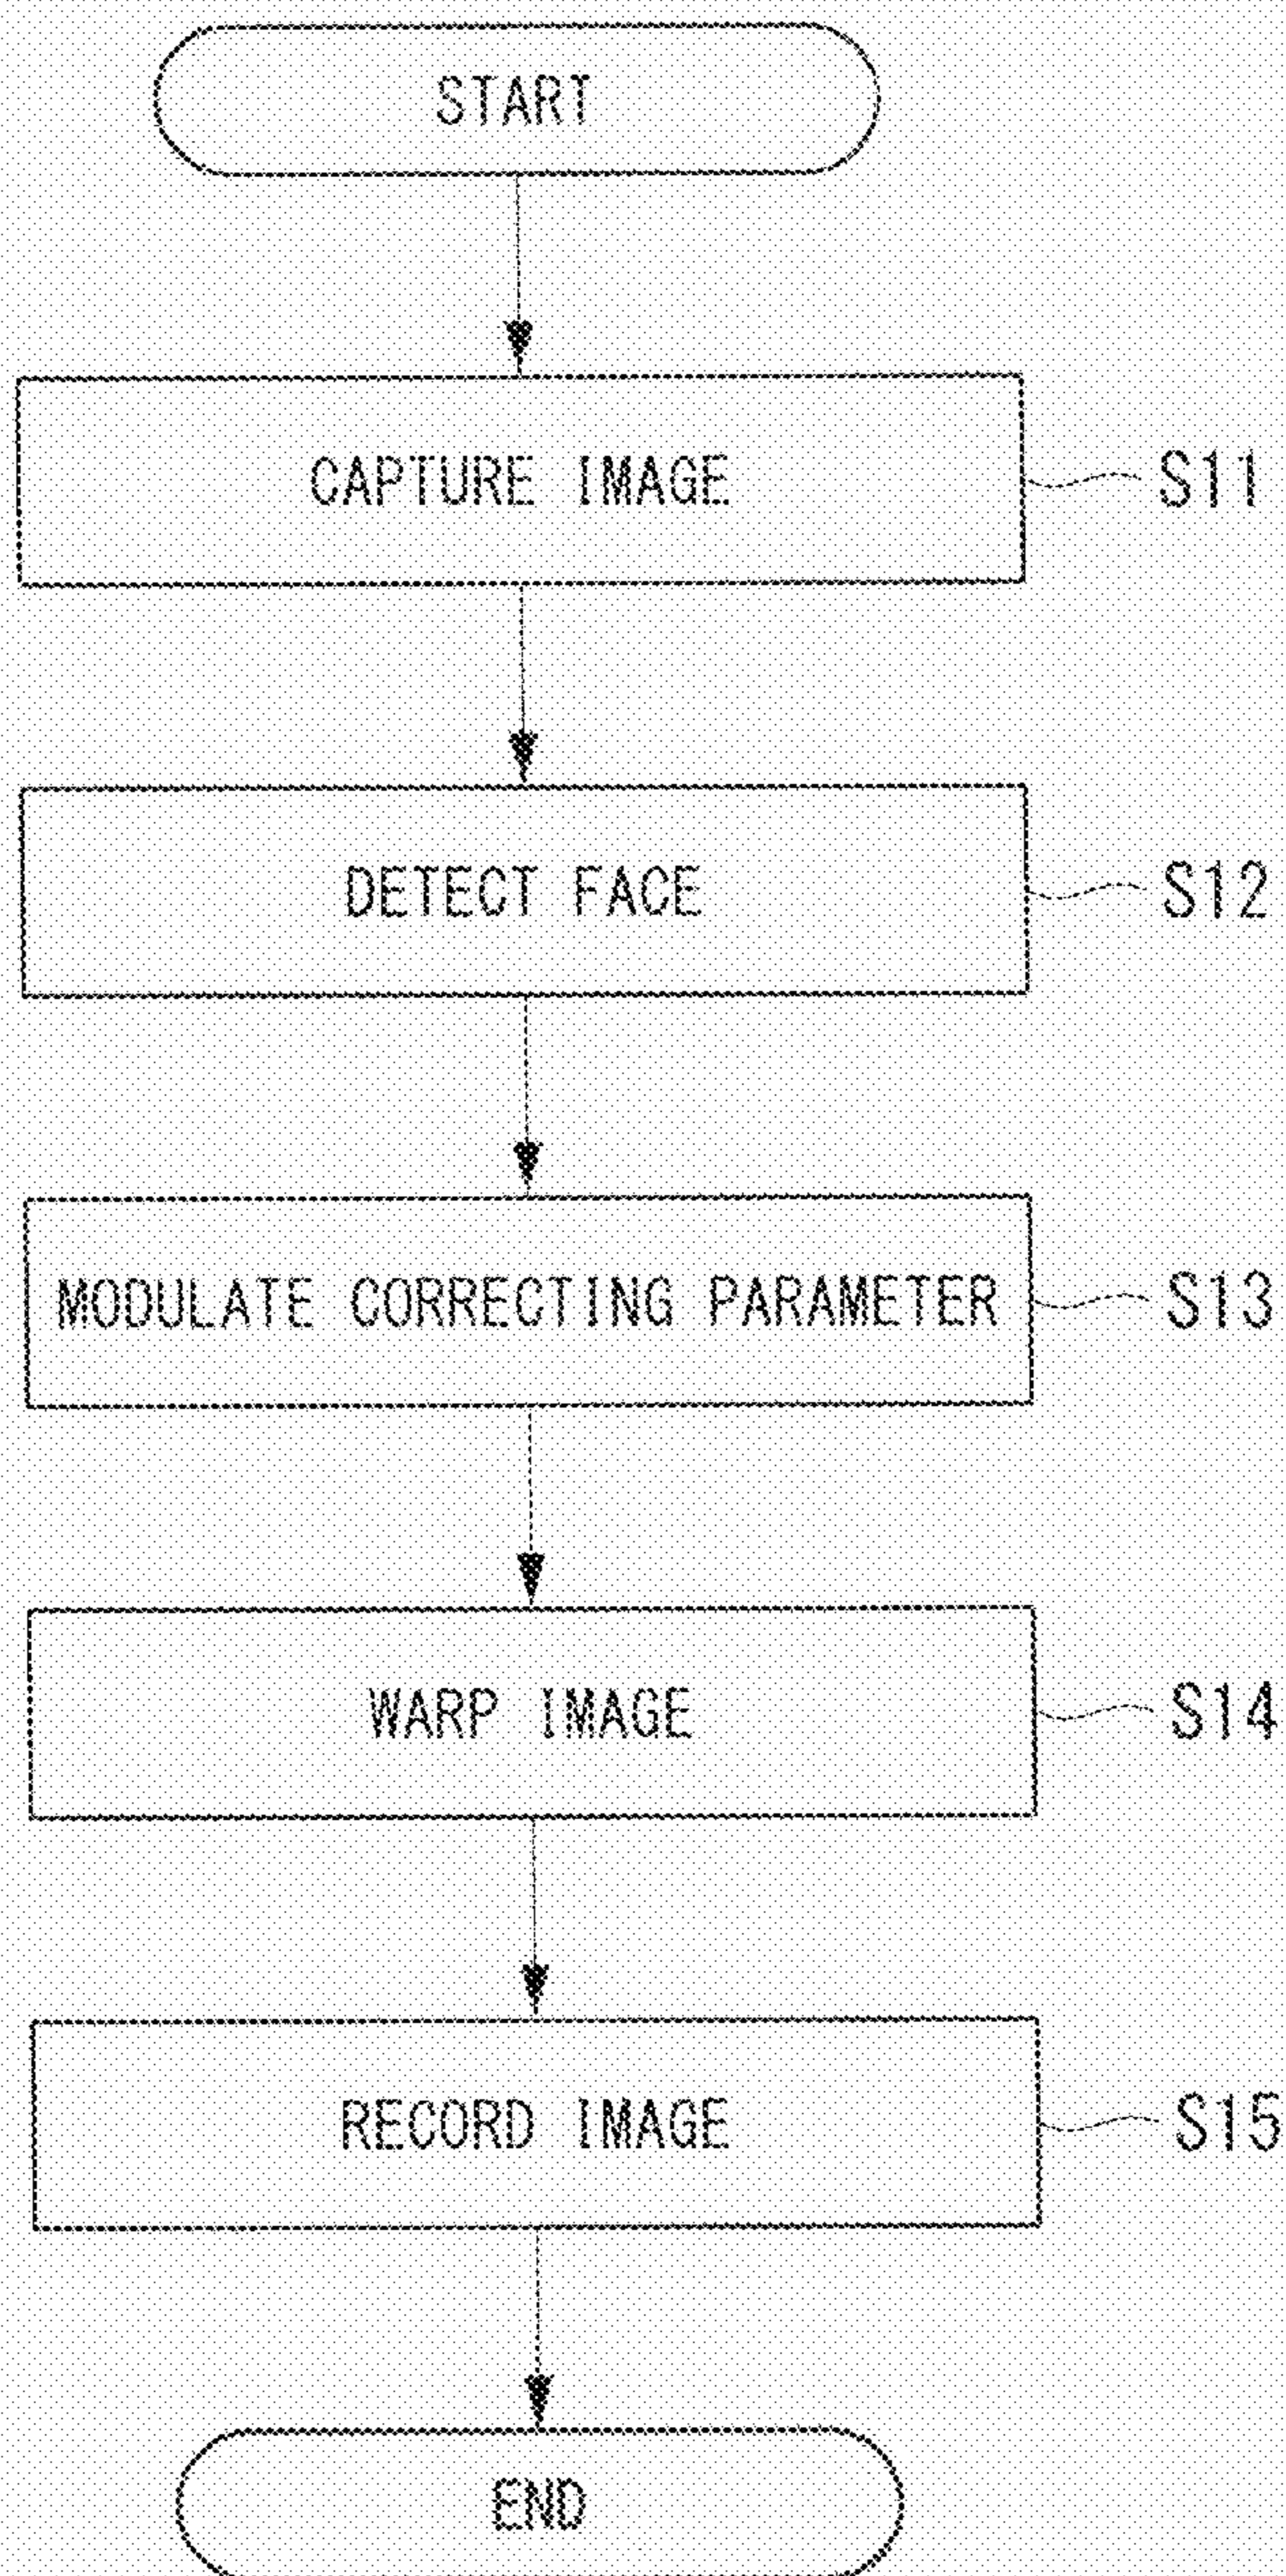 START
CAPTURE IMAGE S11
DETECT FACE S12
MODULATE CORRECTING PARAMETER S13
WARP IMAGE S14
RECORD IMAGE S15
END